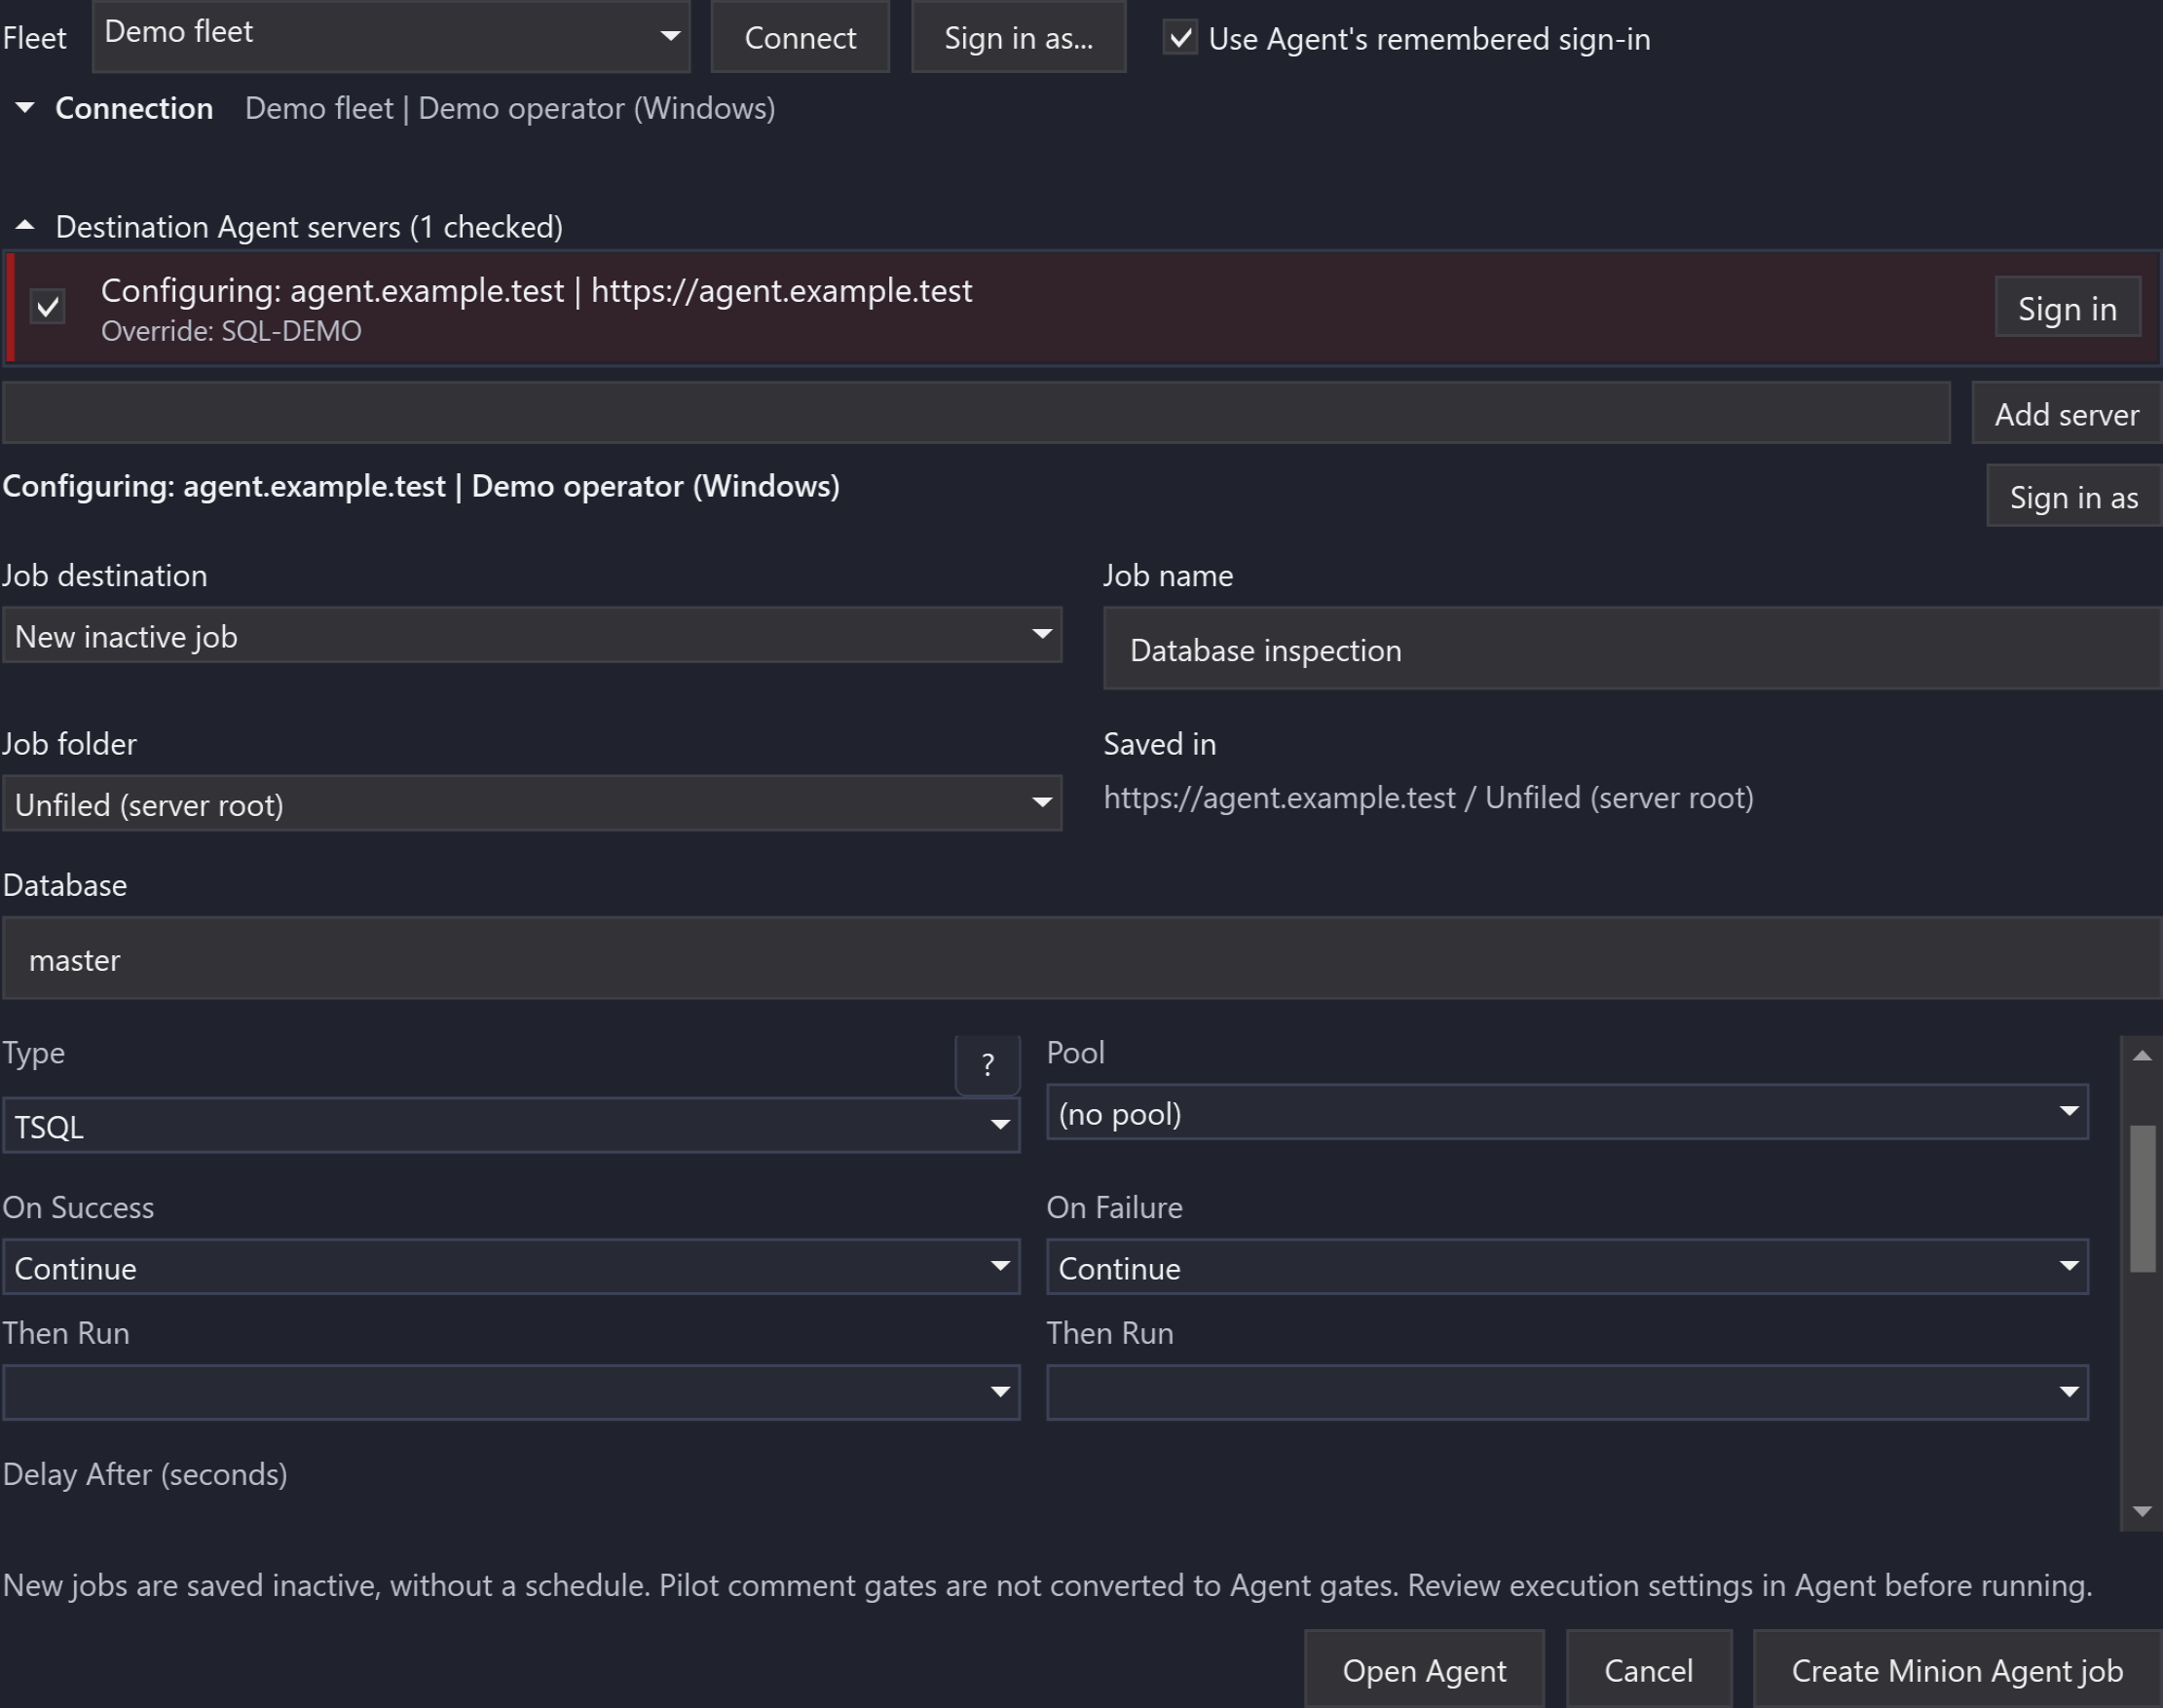 Fleet Demo fleet Connect Sign in as... Use Agent's remembered sign-in
Connection Demo fleet | Demo operator (Windows)
Destination Agent servers (1 checked)
Configuring: agent.example.test | https://agent.example.test
Override: SQL-DEMO
Sign in
Add server
Configuring: agent.example.test | Demo operator (Windows)
Sign in as
Job destination
New inactive job
Job name
Database inspection
Job folder
Unfiled (server root)
Saved in
https://agent.example.test / Unfiled (server root)
Database
master
Type
?
TSQL
Pool
(no pool)
On Success
Continue
On Failure
Continue
Then Run
Then Run
Delay After (seconds)
New jobs are saved inactive, without a schedule. Pilot comment gates are not converted to Agent gates. Review execution settings in Agent before running.
Open Agent Cancel Create Minion Agent job